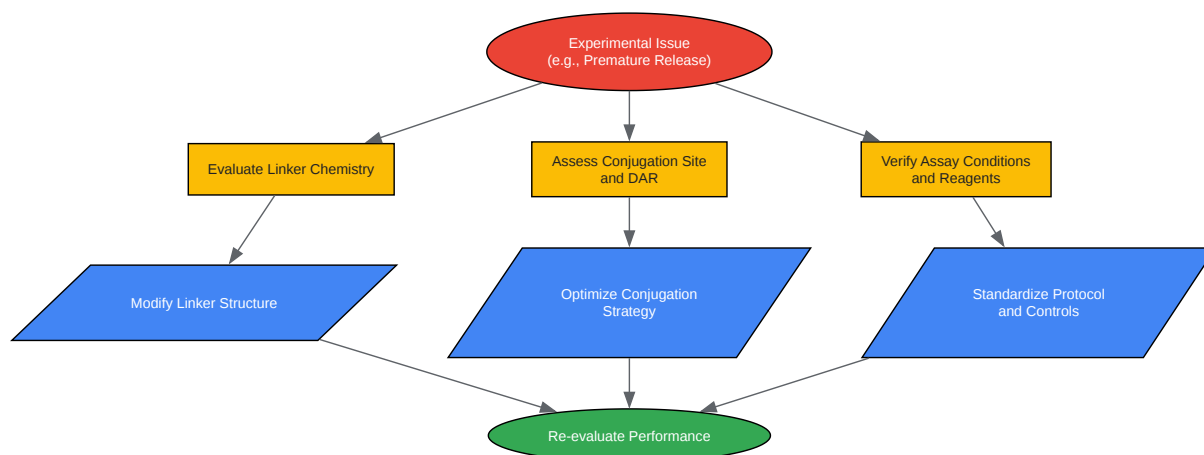 Experimental Issue
(e.g., Premature Release)
Evaluate Linker Chemistry
Assess Conjugation Site
and DAR
Verify Assay Conditions
and Reagents
Modify Linker Structure
Optimize Conjugation
Strategy
Standardize Protocol
and Controls
Re-evaluate Performance